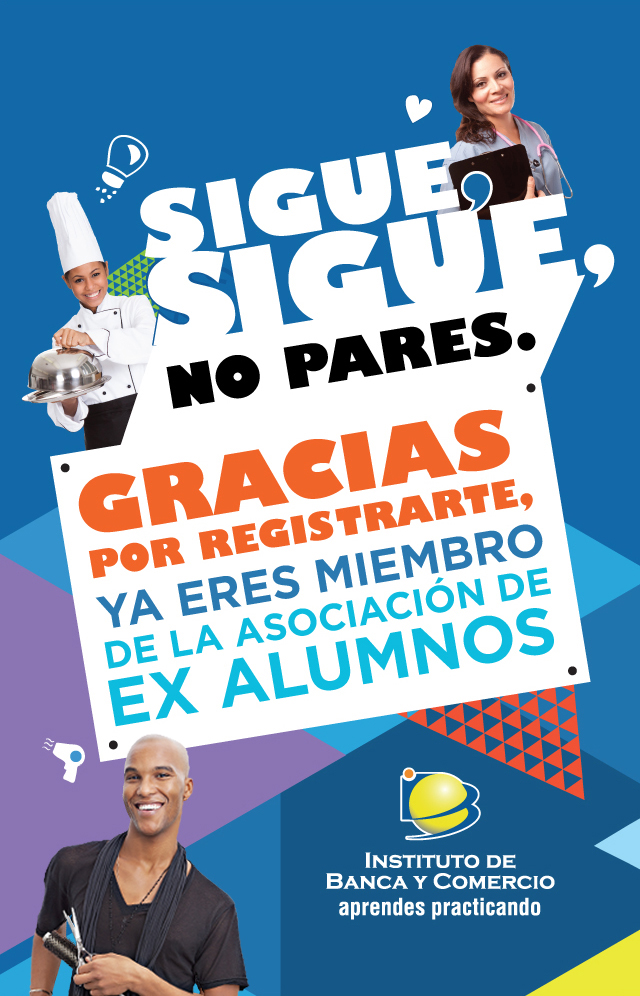 SIGUE,
SIGUE,
NO PARES.
GRACIAS
POR REGISTRARTE,
YA ERES MIEMBRO
DE LA ASOCIACIÓN DE
EX ALUMNOS
INSTITUTO DE
BANCA Y COMERCIO
aprendes practicando